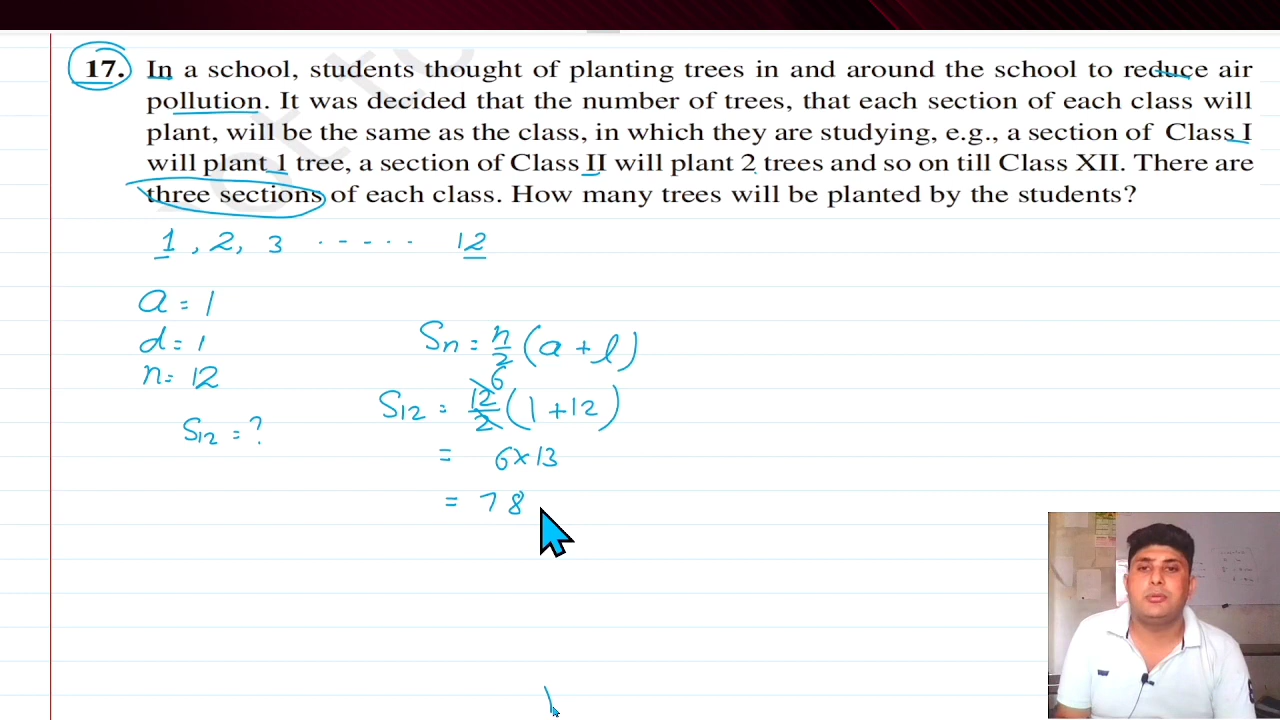 17. In a school, students thought of planting trees in and around the school to reduce air
pollution. It was decided that the number of trees, that each section of each class will
plant, will be the same as the class, in which they are studying, e.g., a section of Class I
will plant 1 tree, a section of Class II will plant 2 trees and so on till Class XII. There are
three sections of each class. How many trees will be planted by the students?
1, 2, 3 ------ 12
a = 1
d = 1
n = 12
S12 = ?
Sn = n/2 (a + l)
6
S12 = 12/2 (1 + 12)
= 6 x 13
= 78